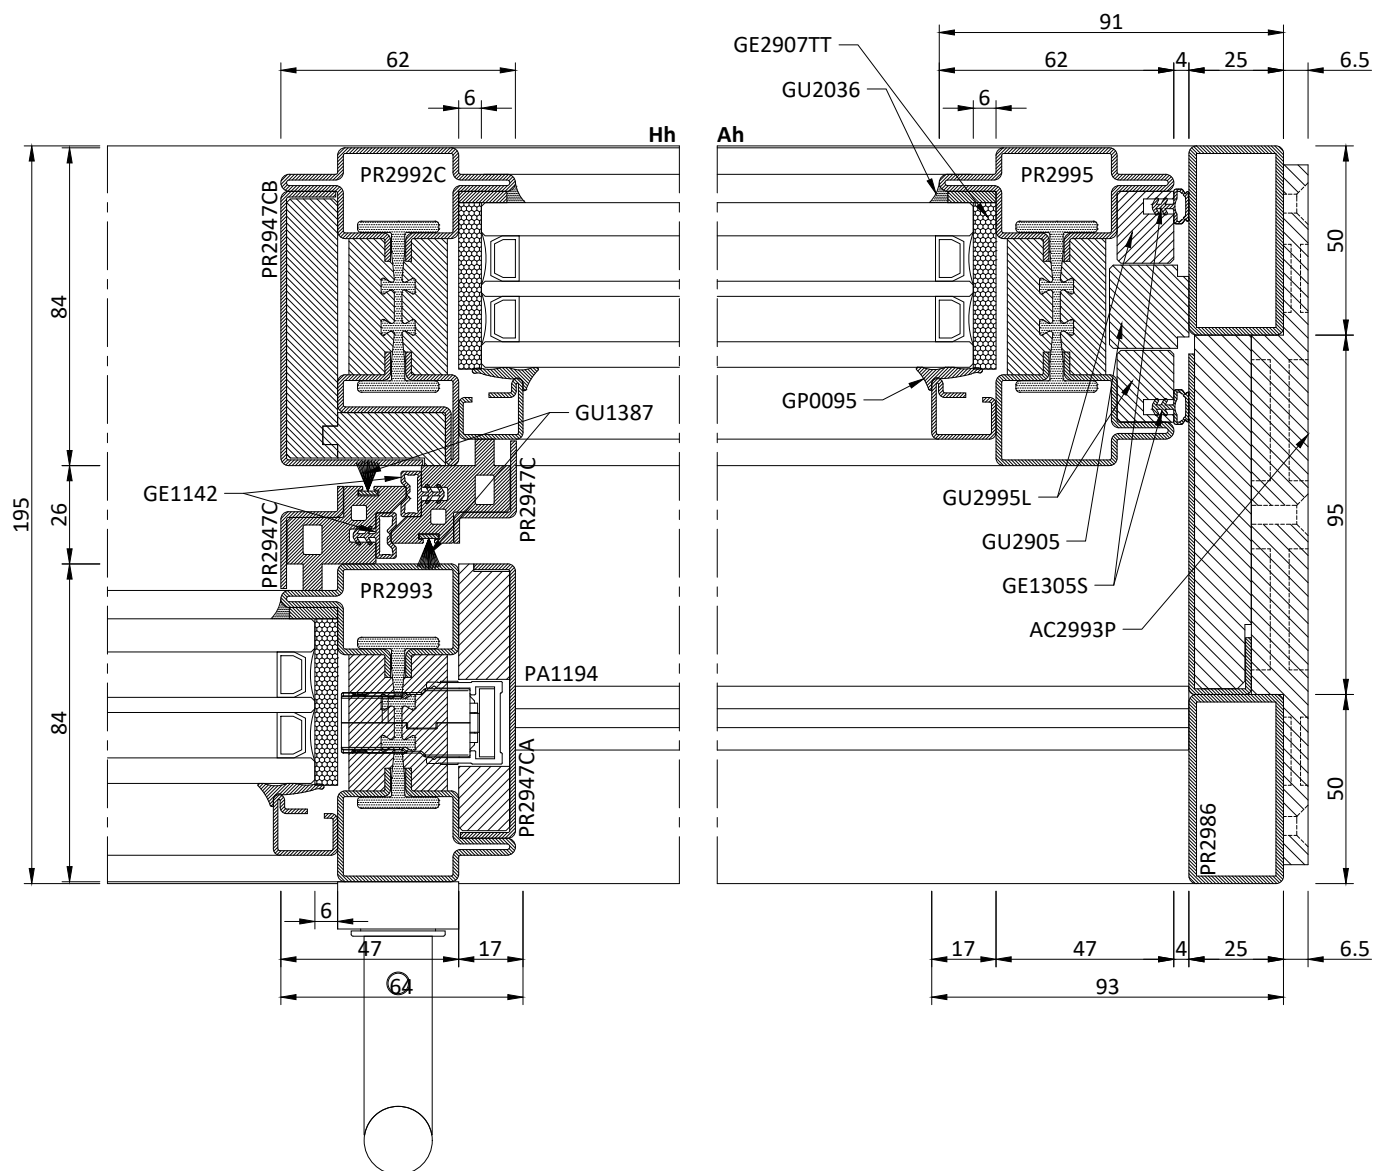 91
62
62
4
25
6.5
6
6
GE2907TT
GU2036
Hh
Ah
PR2992C
PR2995
PR2947CB
84
50
GP0095
GU1387
GE1142
26
195
PR2947C
PR2947C
GU2995L
GU2905
GE1305S
AC2993P
95
PR2993
PA1194
84
PR2947CA
PR2986
50
6
47
17
64
17
47
4
25
6.5
93